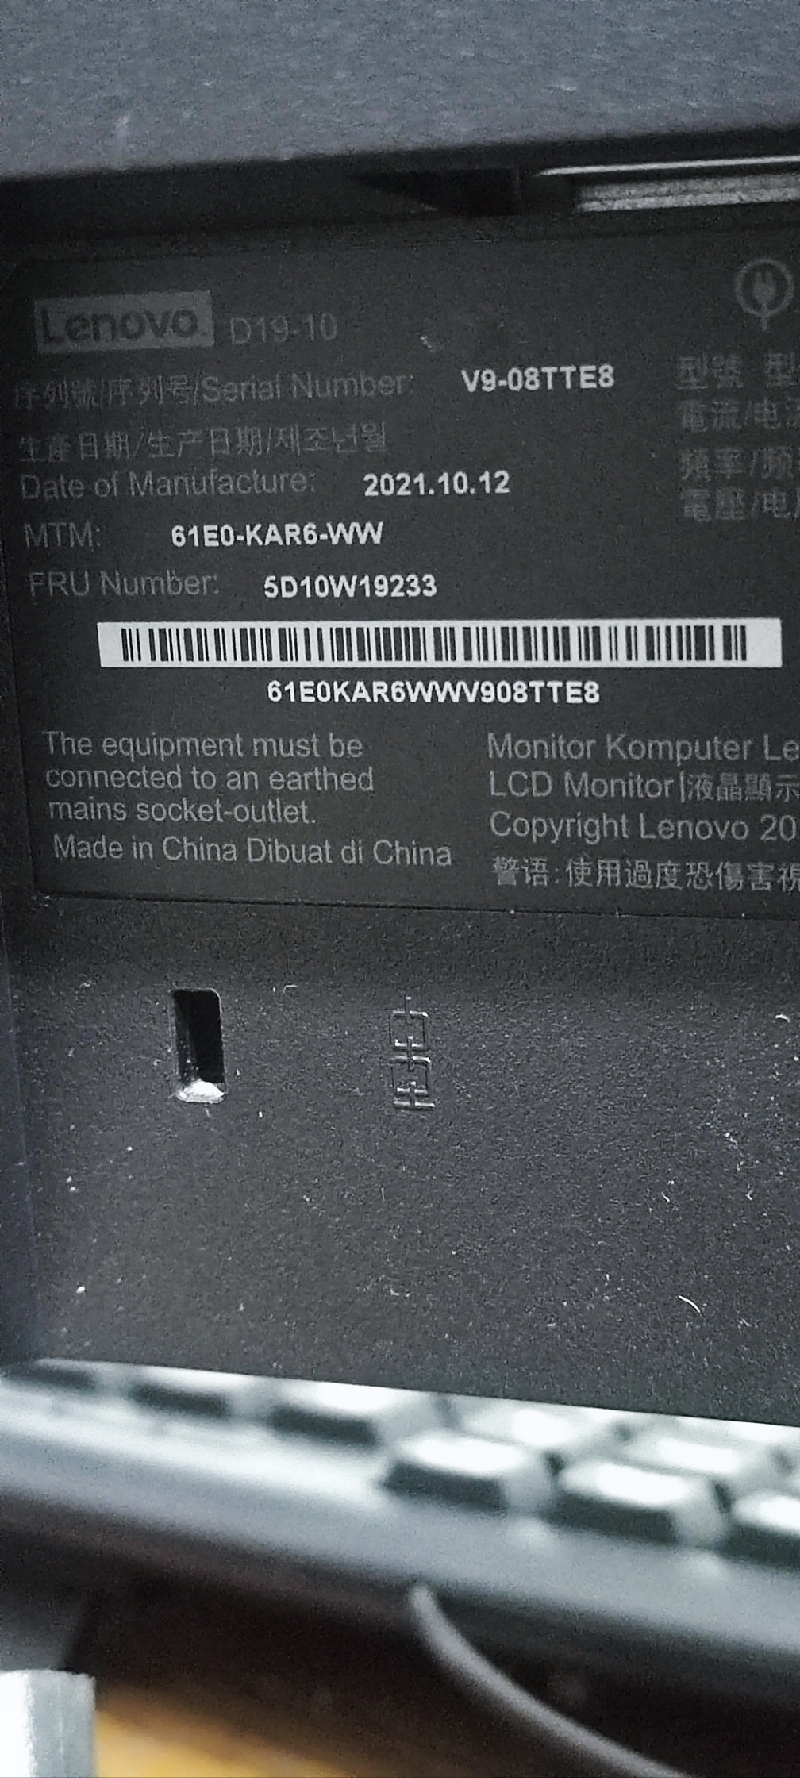 Lenovo D19-10
序列號/序列号/Serial Number: V9-08TTE8
生產日期/生产日期/제조년월
Date of Manufacture: 2021.10.12
MTM: 61E0-KAR6-WW
FRU Number: 5D10W19233
61E0KAR6WWV908TTE8
The equipment must be
connected to an earthed
mains socket-outlet.
Made in China Dibuat di China
型號 型
電流/电流
頻率/频
電壓/电
Monitor Komputer Le
LCD Monitor|液晶顯示
Copyright Lenovo 20
警语:使用過度恐傷害視